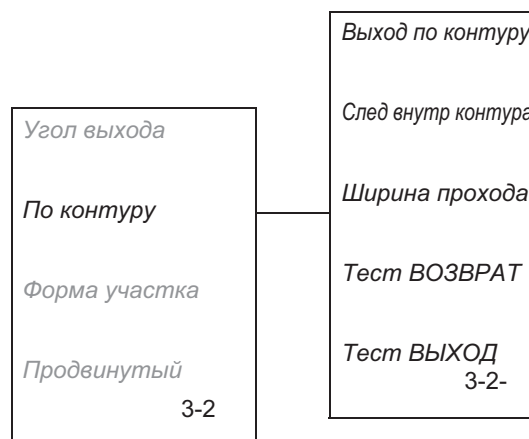 Выход по контуру
След внутр контура
Ширина прохода
Тест ВОЗВРАТ
Тест ВЫХОД
3-2-
Угол выхода
По контуру
Форма участка
Продвинутый
3-2